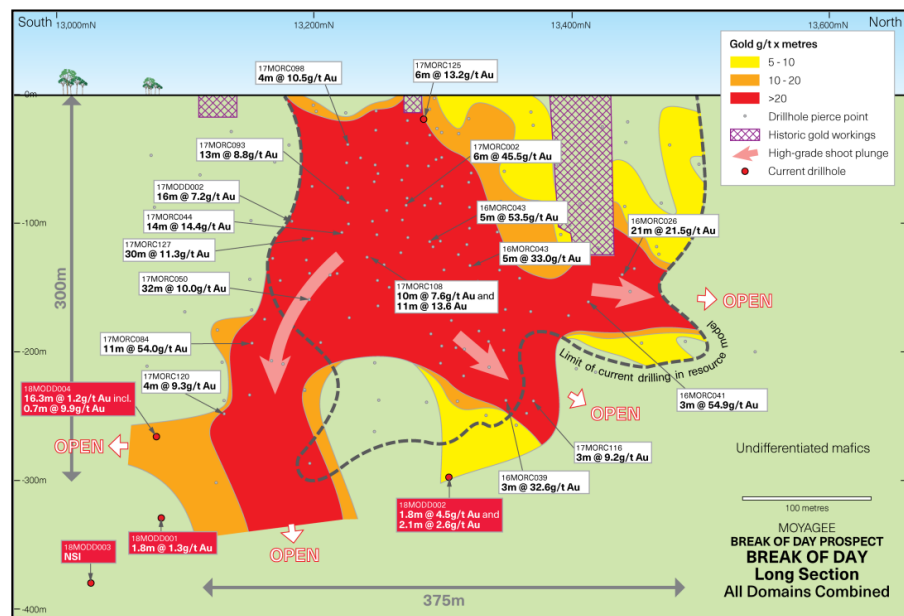 South
13,000mN
13,200mN
13,400mN
13,600mN
North
Gold g/t x metres
5 - 10
10 - 20
>20
Drillhole pierce point
Historic gold workings
High-grade shoot plunge
Current drillhole
17MORC098
4m @ 10.5g/t Au
17MORC125
6m @ 13.2g/t Au
0m
17MORC093
13m @ 8.8g/t Au
17MORC002
6m @ 45.5g/t Au
17MODD002
16m @ 7.2g/t Au
17MORC044
14m @ 14.4g/t Au
16MORC043
5m @ 53.5g/t Au
16MORC026
21m @ 21.5g/t Au
-100m
17MORC127
30m @ 11.3g/t Au
16MORC043
5m @ 33.0g/t Au
17MORC050
32m @ 10.0g/t Au
17MORC108
10m @ 7.6g/t Au and
11m @ 13.6
OPEN
300m
17MORC084
11m @ 54.0g/t Au
-200m
Limit of current drilling in resource
model
17MORC120
4m @ 9.3g/t Au
18MODD004
16.3m @ 1.2g/t Au incl.
0.7m @ 9.9g/t Au
16MORC041
3m @ 54.9g/t Au
OPEN
OPEN
17MORC116
3m @ 9.2g/t Au
Undifferentiated mafics
16MORC039
3m @ 32.6g/t Au
-300m
100 metres
18MODD002
1.8m @ 4.5g/t Au and
2.1m @ 2.6g/t Au
18MODD001
1.8m @ 1.3g/t Au
18MODD003
NSI
OPEN
MOYAGEE
BREAK OF DAY PROSPECT
BREAK OF DAY
Long Section
All Domains Combined
375m
-400m